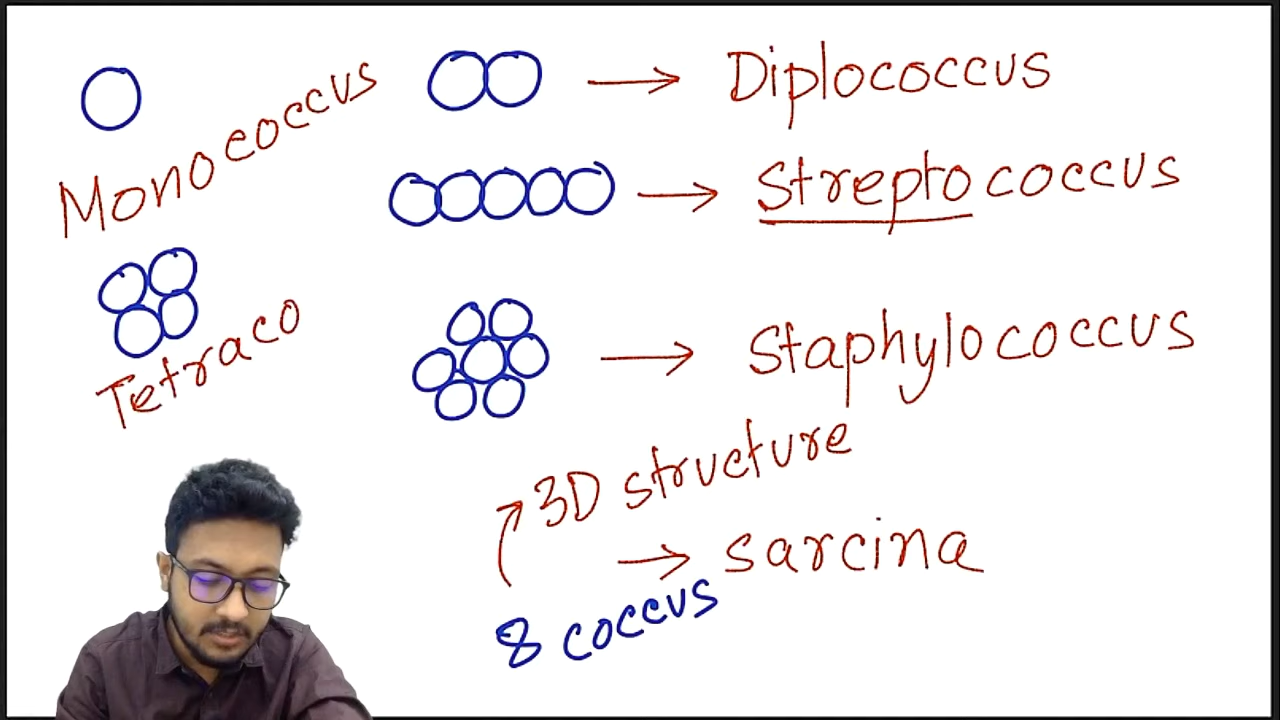 Monococcus
Diplococcus
Streptococcus
Tetraco
Staphylococcus
3D structure
sarcina
8 coccus